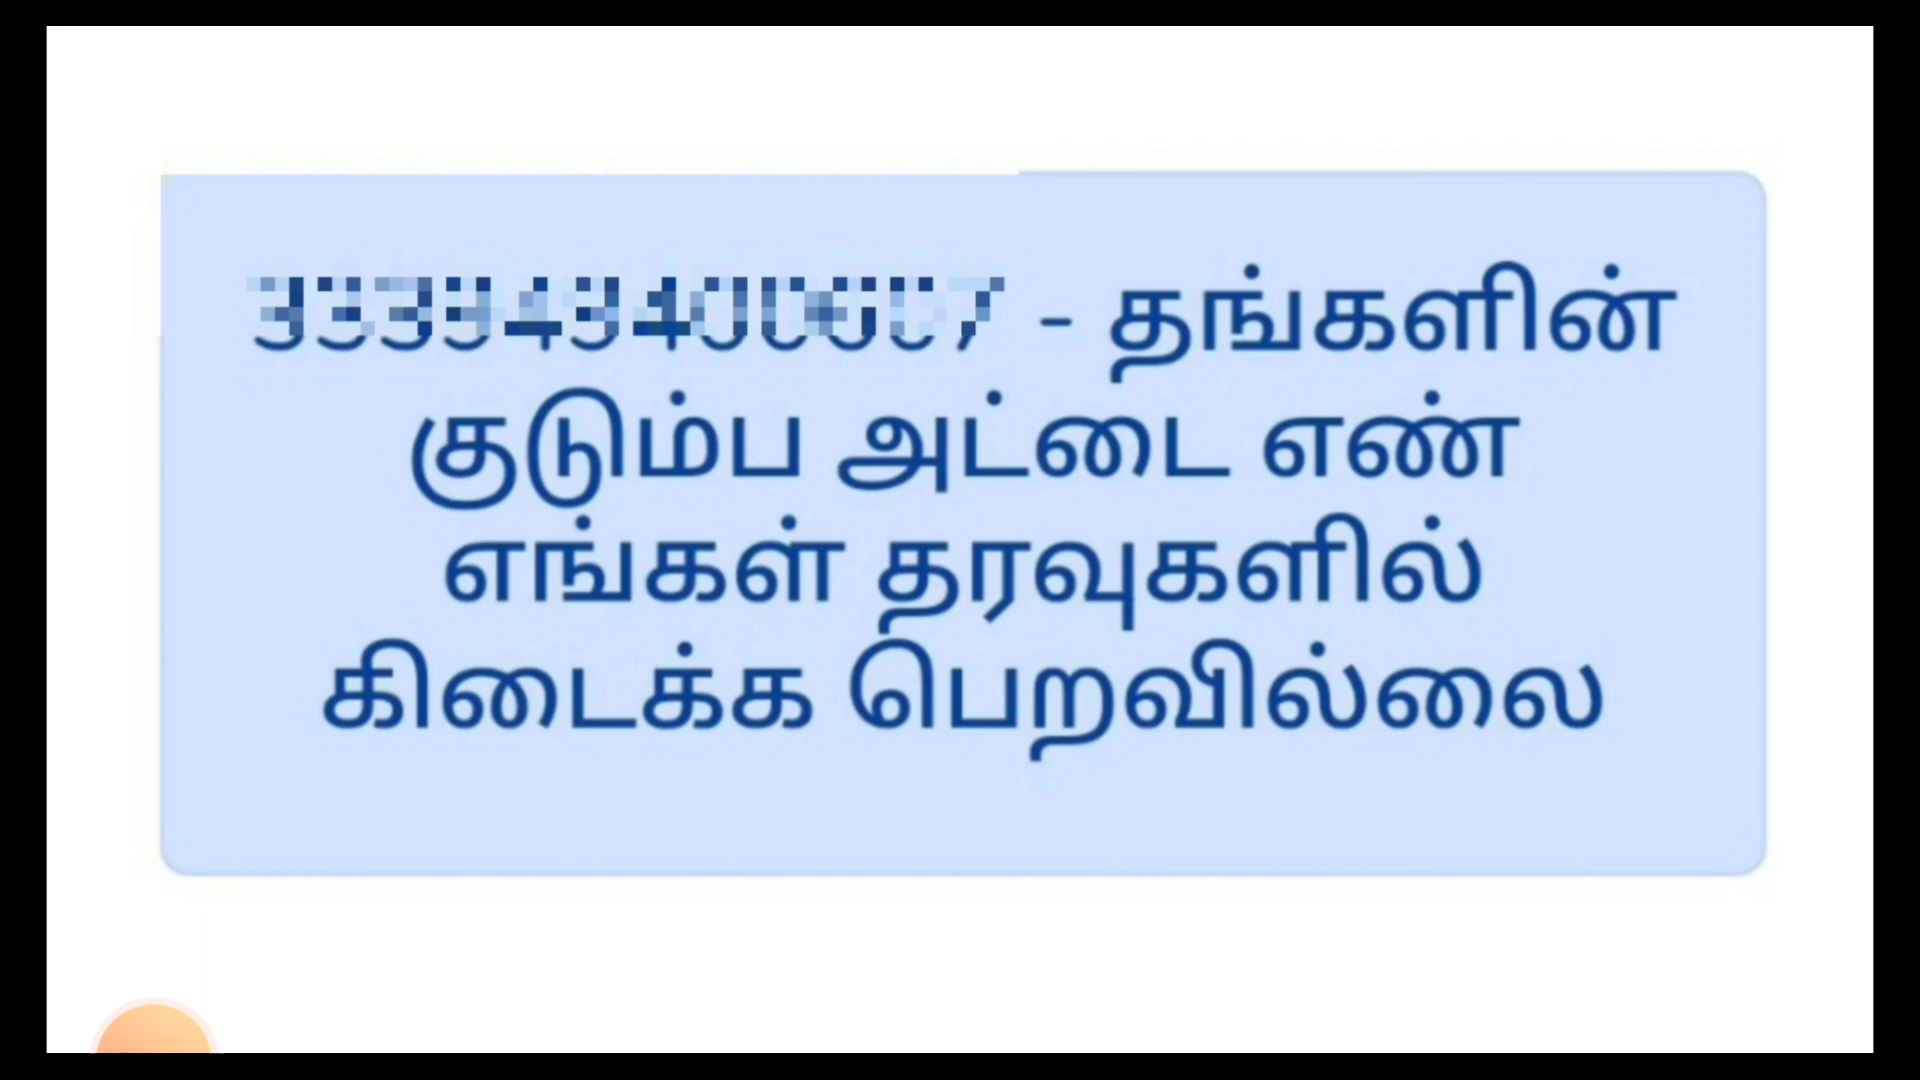 - தங்களின்
குடும்ப அட்டை எண்
எங்கள் தரவுகளில்
கிடைக்க பெறவில்லை